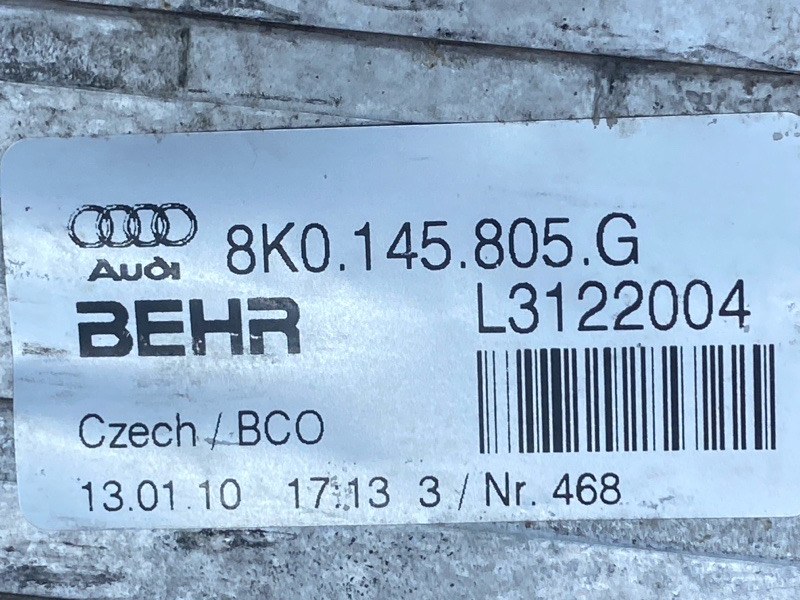 8K0.145.805.G
Audi
BEHR L3122004
Czech / BCO
13.01.10 17:13 3 / Nr. 468